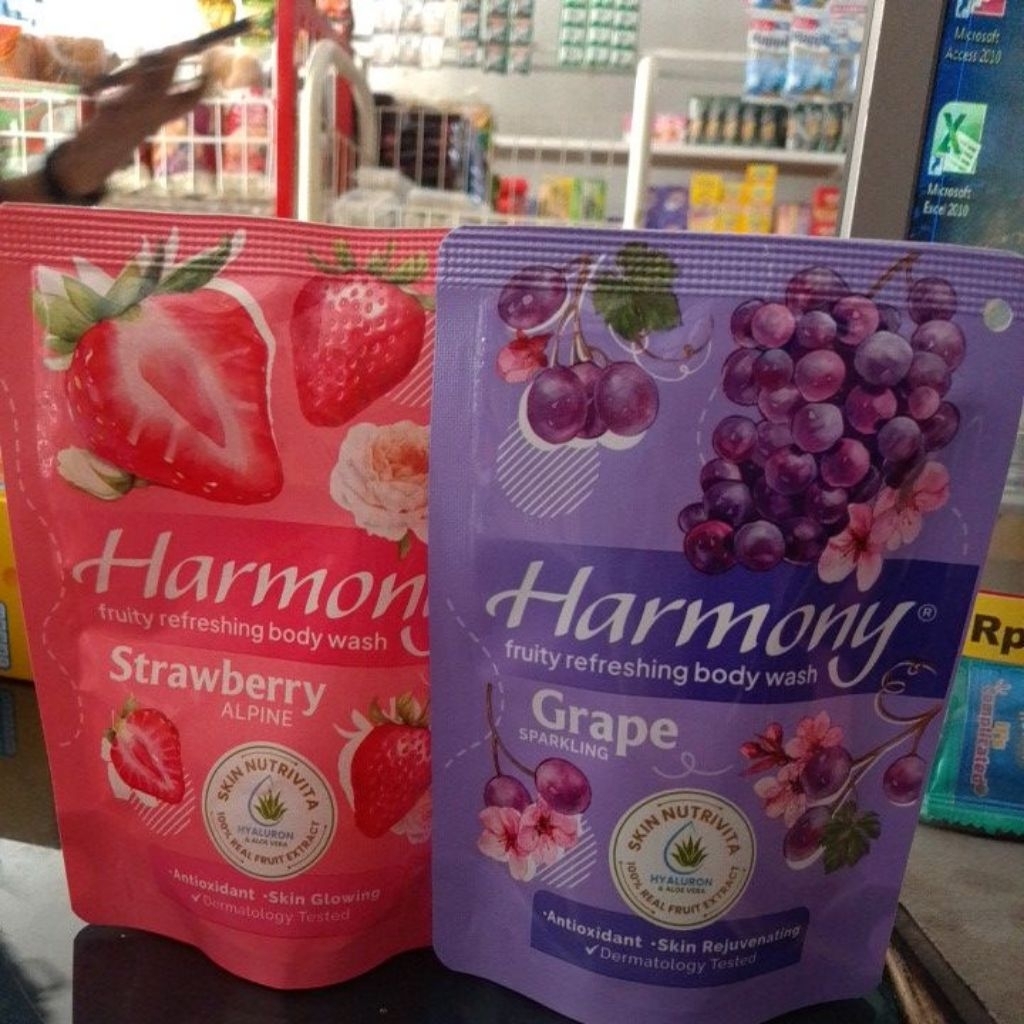 Microsoft
Access 2010
Microsoft
Excel 2010
Harmony
fruity refreshing body wash
Strawberry
ALPINE
SKIN NUTRIVITA
HYALURON
& ALOE VERA
100% REAL FRUIT EXTRACT
•Antioxidant •Skin Glowing
✓Dermatology Tested
Harmony®
fruity refreshing body wash
Grape
SPARKLING
SKIN NUTRIVITA
HYALURON
& ALOE VERA
100% REAL FRUIT EXTRACT
•Antioxidant •Skin Rejuvenating
✓Dermatology Tested
Rp